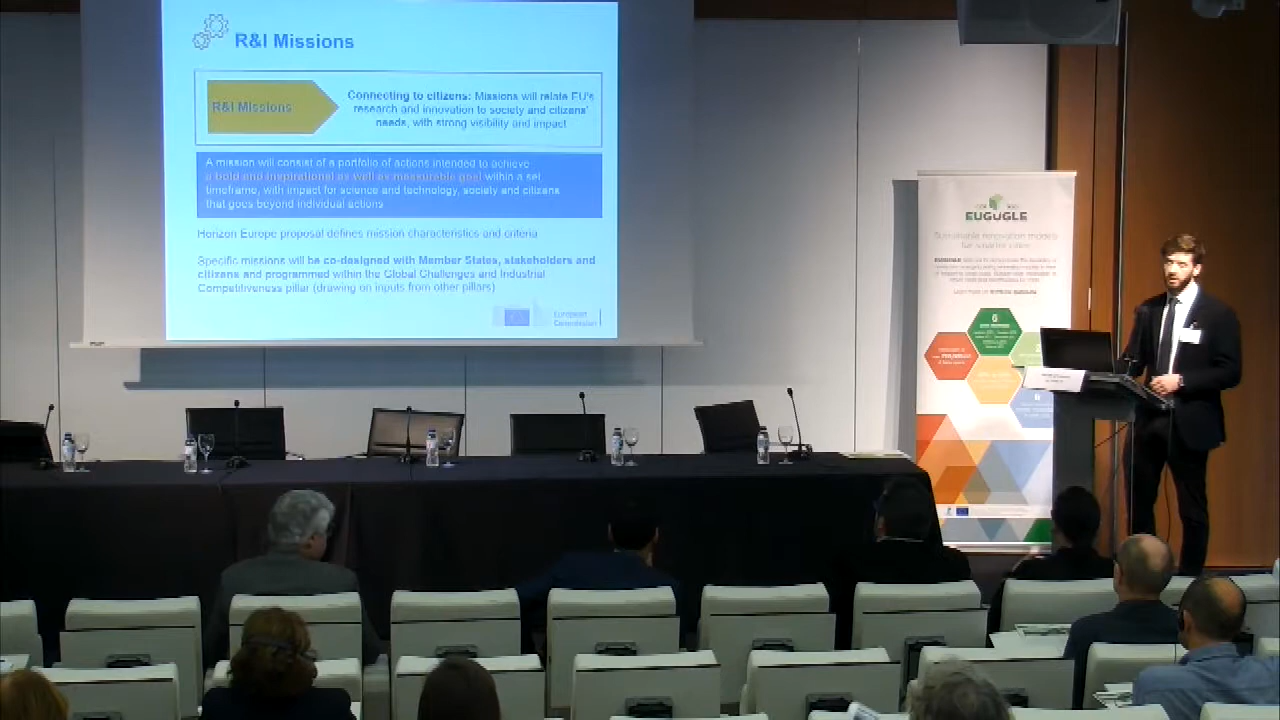 R&I Missions
R&I Missions
Connecting to citizens: Missions will relate EU's
research and innovation to society and citizens'
needs, with strong visibility and impact
A mission will consist of a portfolio of actions intended to achieve
a bold and inspirational as well as measurable goal within a set
timeframe, with impact for science and technology, society and citizens
that goes beyond individual actions
Horizon Europe proposal defines mission characteristics and criteria
Specific missions will be co-designed with Member States, stakeholders and
citizens and programmed within the Global Challenges and Industrial
Competitiveness pillar (drawing on inputs from other pillars)
European
Commission
EUGUGLE
Sustainable renovation models
for smarter cities
6